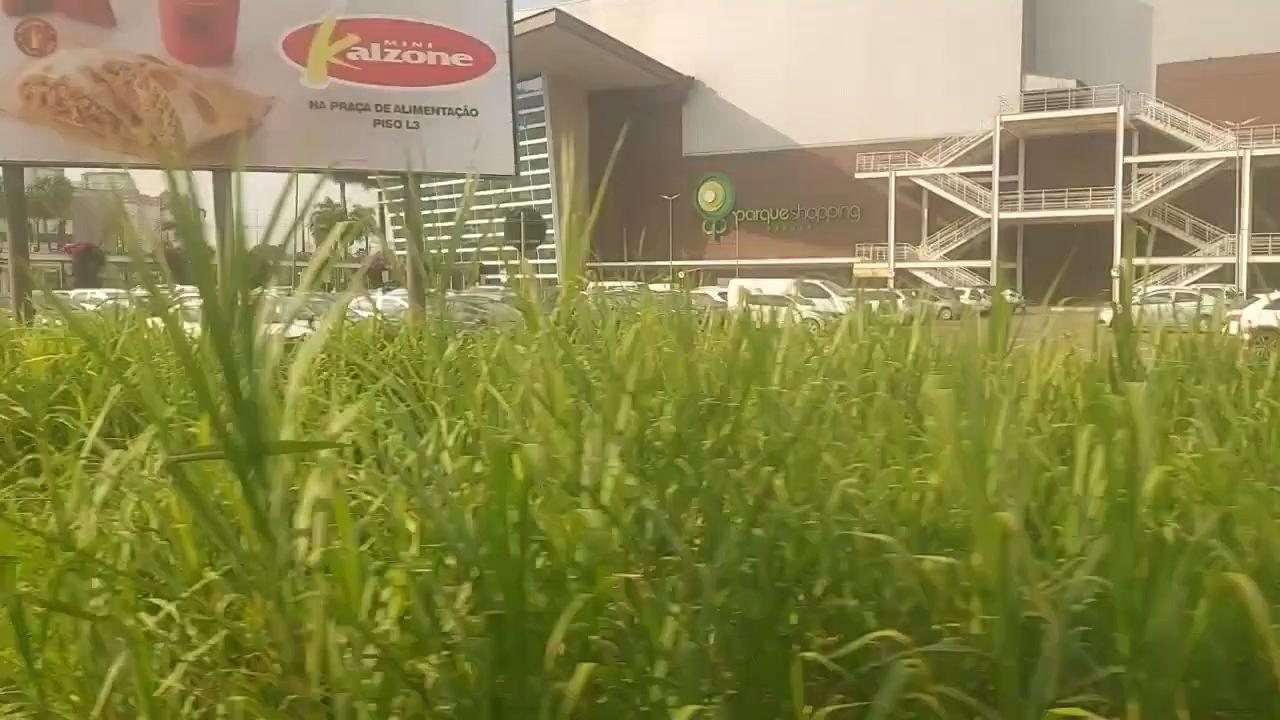 MINI
Kalzone
NA PRAÇA DE ALIMENTAÇÃO
PISO L3
parqueshopping